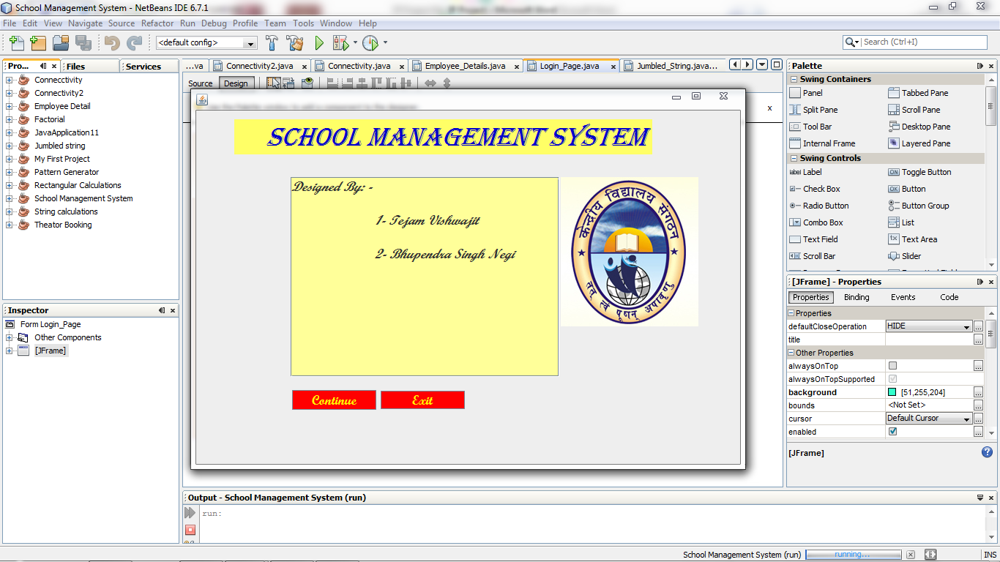 School Management System - NetBeans IDE 6.7.1
File Edit View Navigate Source Refactor Run Debug Profile Team Tools Window Help
<default config>
Search (Ctrl+I)
Pro... Files Services
Connecctivity
Connectivity2
Employee Detail
Factorial
JavaApplication11
Jumbled string
My First Project
Pattern Generator
Rectangular Calculations
School Management System
String calculations
Theator Booking
Inspector
Form Login_Page
Other Components
[JFrame]
...va Connectivity2.java Connectivity.java Employee_Details.java Login_Page.java Jumbled_String.java...
Source Design
SCHOOL MANAGEMENT SYSTEM
Designed By: -
1- Tejam Vishwajit
2- Bhupendra Singh Negi
केन्द्रीय विद्यालय संगठन
तत् त्वं पूषन् अपावृणु
Continue Exit
Output - School Management System (run)
run:
Palette
Swing Containers
Panel Tabbed Pane
Split Pane Scroll Pane
Tool Bar Desktop Pane
Internal Frame Layered Pane
Swing Controls
label Label ON Toggle Button
Check Box OK Button
Radio Button Button Group
Combo Box List
Text Field Text Area
Scroll Bar Slider
[JFrame] - Properties
Properties Binding Events Code
Properties
defaultCloseOperation HIDE
title
Other Properties
alwaysOnTop
alwaysOnTopSupported
background [51,255,204]
bounds <Not Set>
cursor Default Cursor
enabled
[JFrame]
School Management System (run) running... INS